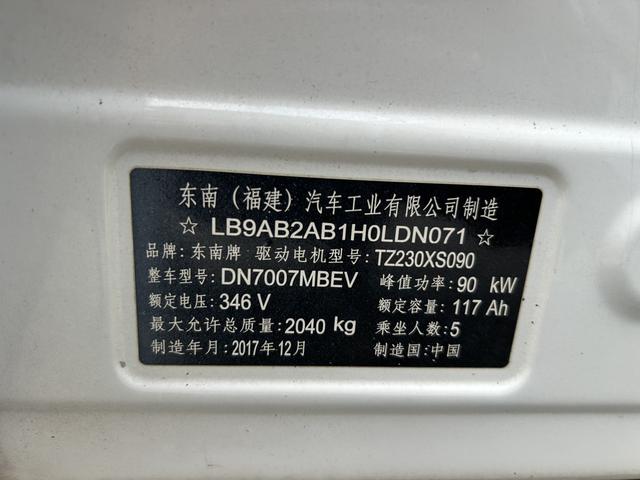 东南（福建）汽车工业有限公司制造
☆ LB9AB2AB1H0LDN071 ☆
品牌：东南牌 驱动电机型号：TZ230XS090
整车型号：DN7007MBEV 峰值功率：90 kW
额定电压：346 V 额定容量：117 Ah
最大允许总质量：2040 kg 乘坐人数：5
制造年月：2017年12月 制造国：中国